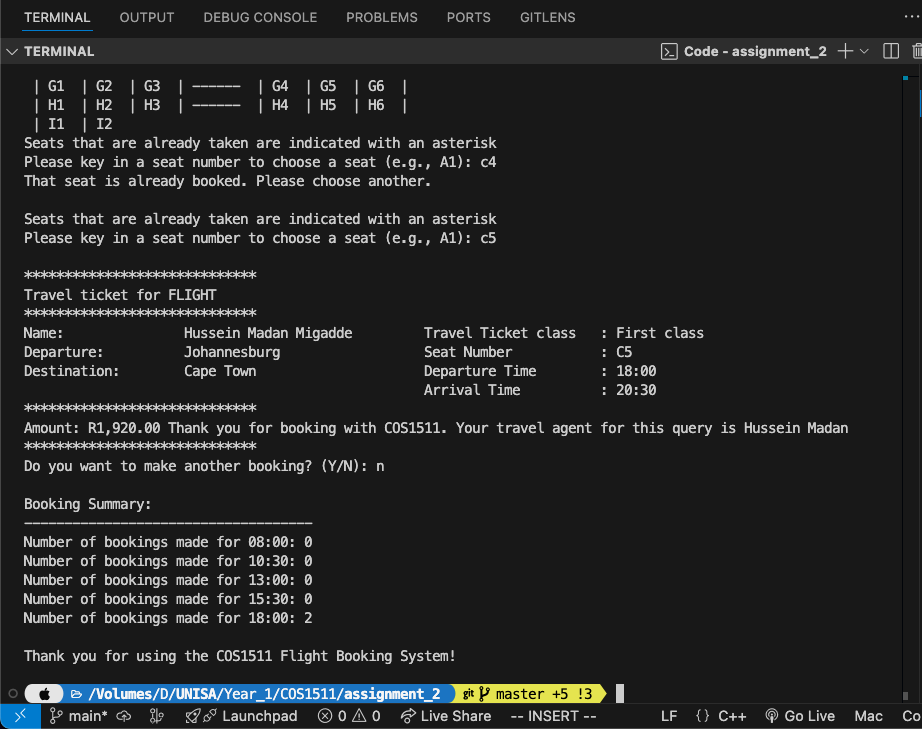 TERMINAL OUTPUT DEBUG CONSOLE PROBLEMS PORTS GITLENS ...
TERMINAL Code - assignment_2
| G1 | G2 | G3 | ------ | G4 | G5 | G6 |
| H1 | H2 | H3 | ------ | H4 | H5 | H6 |
| I1 | I2
Seats that are already taken are indicated with an asterisk
Please key in a seat number to choose a seat (e.g., A1): c4
That seat is already booked. Please choose another.
Seats that are already taken are indicated with an asterisk
Please key in a seat number to choose a seat (e.g., A1): c5
*****************************
Travel ticket for FLIGHT
*****************************
Name: Hussein Madan Migadde Travel Ticket class : First class
Departure: Johannesburg Seat Number : C5
Destination: Cape Town Departure Time : 18:00
Arrival Time : 20:30
*****************************
Amount: R1,920.00 Thank you for booking with COS1511. Your travel agent for this query is Hussein Madan
*****************************
Do you want to make another booking? (Y/N): n
Booking Summary:
------------------------------------
Number of bookings made for 08:00: 0
Number of bookings made for 10:30: 0
Number of bookings made for 13:00: 0
Number of bookings made for 15:30: 0
Number of bookings made for 18:00: 2
Thank you for using the COS1511 Flight Booking System!
/Volumes/D/UNISA/Year_1/COS1511/assignment_2 git master +5 !3
main* Launchpad 0 0 Live Share -- INSERT -- LF {} C++ Go Live Mac Co